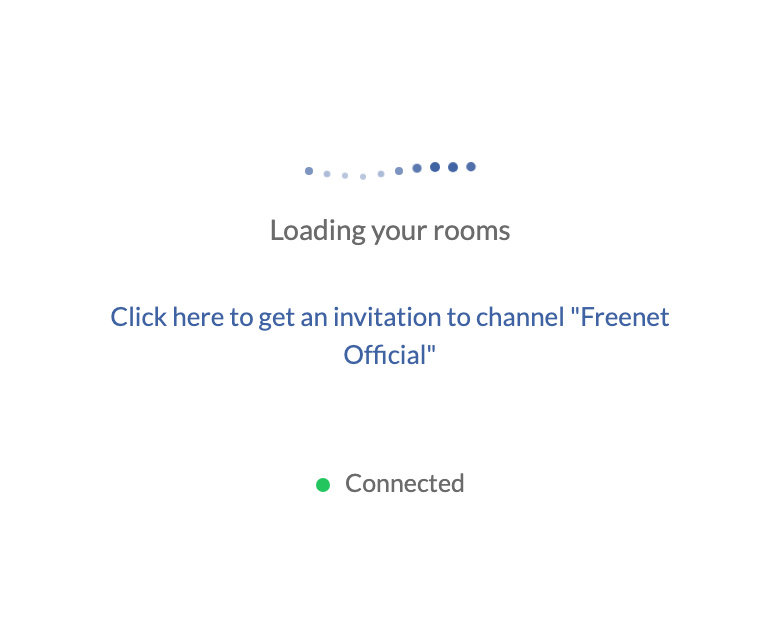 Loading your rooms
Click here to get an invitation to channel "Freenet
Official"
Connected